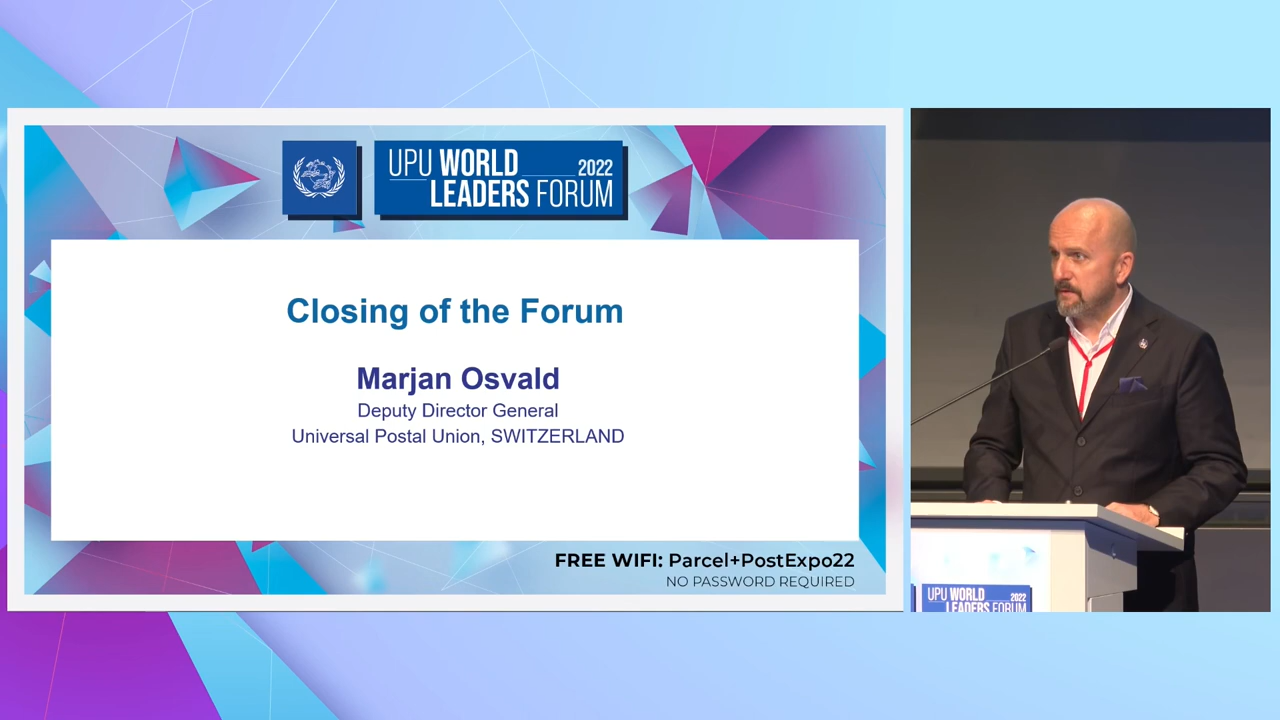 UPU WORLD 2022
LEADERS FORUM
Closing of the Forum
Marjan Osvald
Deputy Director General
Universal Postal Union, SWITZERLAND
FREE WIFI: Parcel+PostExpo22
NO PASSWORD REQUIRED
UPU WORLD 2022
LEADERS FORUM